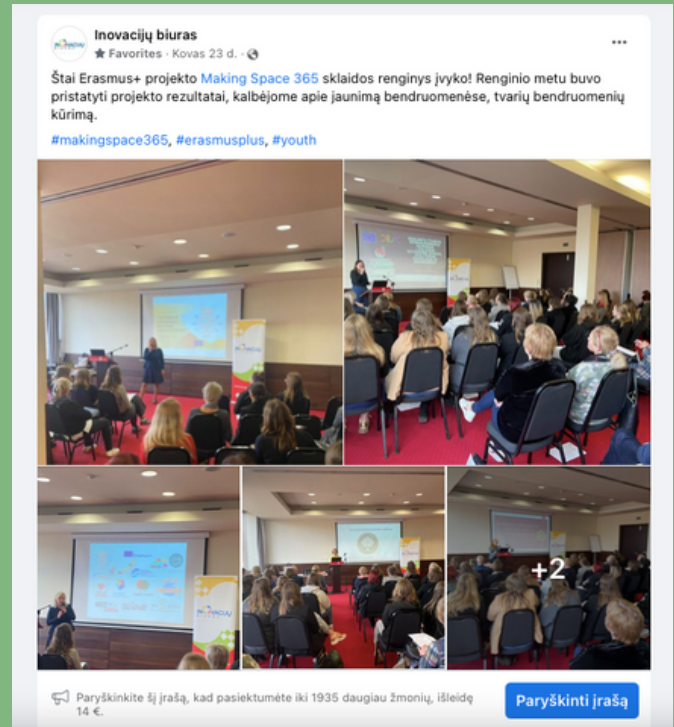 Inovacijų biuras
Favorites · Kovas 23 d. ·
Štai Erasmus+ projekto Making Space 365 sklaidos renginys įvyko! Renginio metu buvo
pristatyti projekto rezultatai, kalbėjome apie jaunimą bendruomenėse, tvarių bendruomenių
kūrimą.
#makingspace365, #erasmusplus, #youth
+2
Paryškinkite šį įrašą, kad pasiektumėte iki 1935 daugiau žmonių, išleidę
14 €.
Paryškinti įrašą